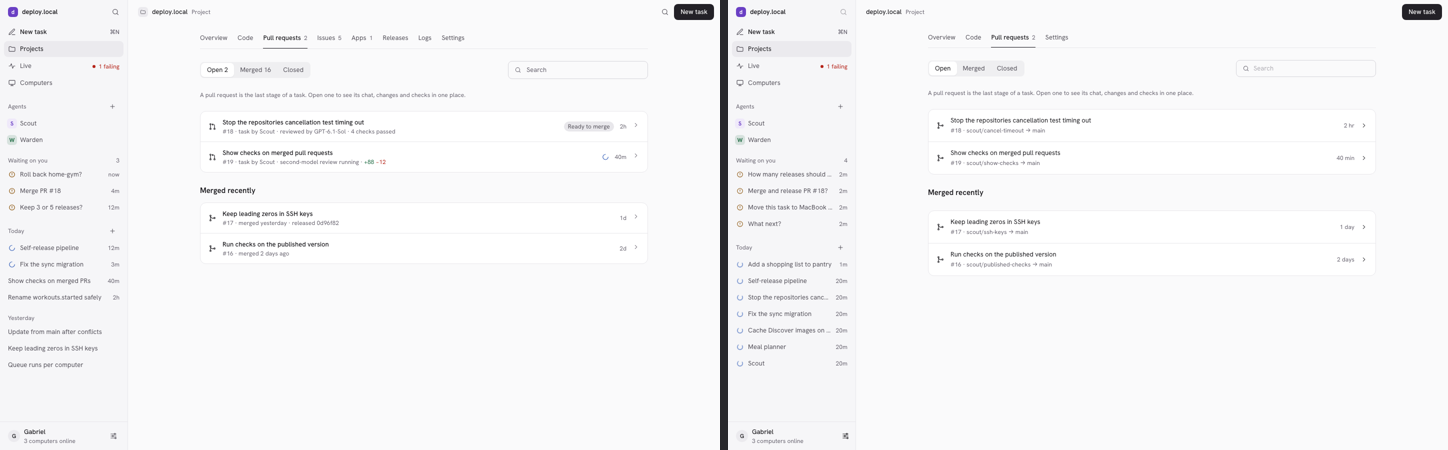 d deploy.local
New task ⌘N
Projects
Live 1 failing
Computers
Agents +
S Scout
W Warden
Waiting on you 3
Roll back home-gym? now
Merge PR #18 4m
Keep 3 or 5 releases? 12m
Today +
Self-release pipeline 12m
Fix the sync migration 3m
Show checks on merged PRs 40m
Rename workouts.started safely 2h
Yesterday
Update from main after conflicts
Keep leading zeros in SSH keys
Queue runs per computer
G Gabriel
3 computers online
deploy.local Project
New task
Overview Code Pull requests 2 Issues 5 Apps 1 Releases Logs Settings
Open 2 Merged 16 Closed
Search
A pull request is the last stage of a task. Open one to see its chat, changes and checks in one place.
Stop the repositories cancellation test timing out
#18 · task by Scout · reviewed by GPT-6.1-Sol · 4 checks passed
Ready to merge 2h
Show checks on merged pull requests
#19 · task by Scout · second-model review running · +88 −12
40m
Merged recently
Keep leading zeros in SSH keys
#17 · merged yesterday · released 0d96f82
1d
Run checks on the published version
#16 · merged 2 days ago
2d
d deploy.local
New task ⌘N
Projects
Live 1 failing
Computers
Agents +
S Scout
W Warden
Waiting on you 4
How many releases should ... 2m
Merge and release PR #18? 2m
Move this task to MacBook ... 2m
What next? 2m
Today +
Add a shopping list to pantry 1m
Self-release pipeline 20m
Stop the repositories canc... 20m
Fix the sync migration 20m
Cache Discover images on ... 20m
Meal planner 20m
Scout 20m
G Gabriel
3 computers online
deploy.local Project
New task
Overview Code Pull requests 2 Settings
Open Merged Closed
Search
A pull request is the last stage of a task. Open one to see its chat, changes and checks in one place.
Stop the repositories cancellation test timing out
#18 · scout/cancel-timeout → main
2 hr
Show checks on merged pull requests
#19 · scout/show-checks → main
40 min
Merged recently
Keep leading zeros in SSH keys
#17 · scout/ssh-keys → main
1 day
Run checks on the published version
#16 · scout/published-checks → main
2 days